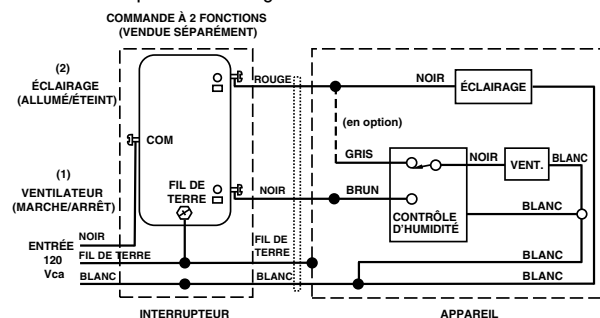 COMMANDE À 2 FONCTIONS
(VENDUE SÉPARÉMENT)
(2)
ÉCLAIRAGE
(ALLUMÉ/ÉTEINT)
ROUGE
NOIR
ÉCLAIRAGE
COM
(en option)
GRIS
NOIR
VENT.
BLANC
(1)
VENTILATEUR
(MARCHE/ARRÊT)
FIL DE
TERRE
NOIR
BRUN
CONTRÔLE
D'HUMIDITÉ
BLANC
ENTRÉE
120
Vca
NOIR
FIL DE TERRE
BLANC
FIL DE
TERRE
BLANC
BLANC
BLANC
INTERRUPTEUR
APPAREIL